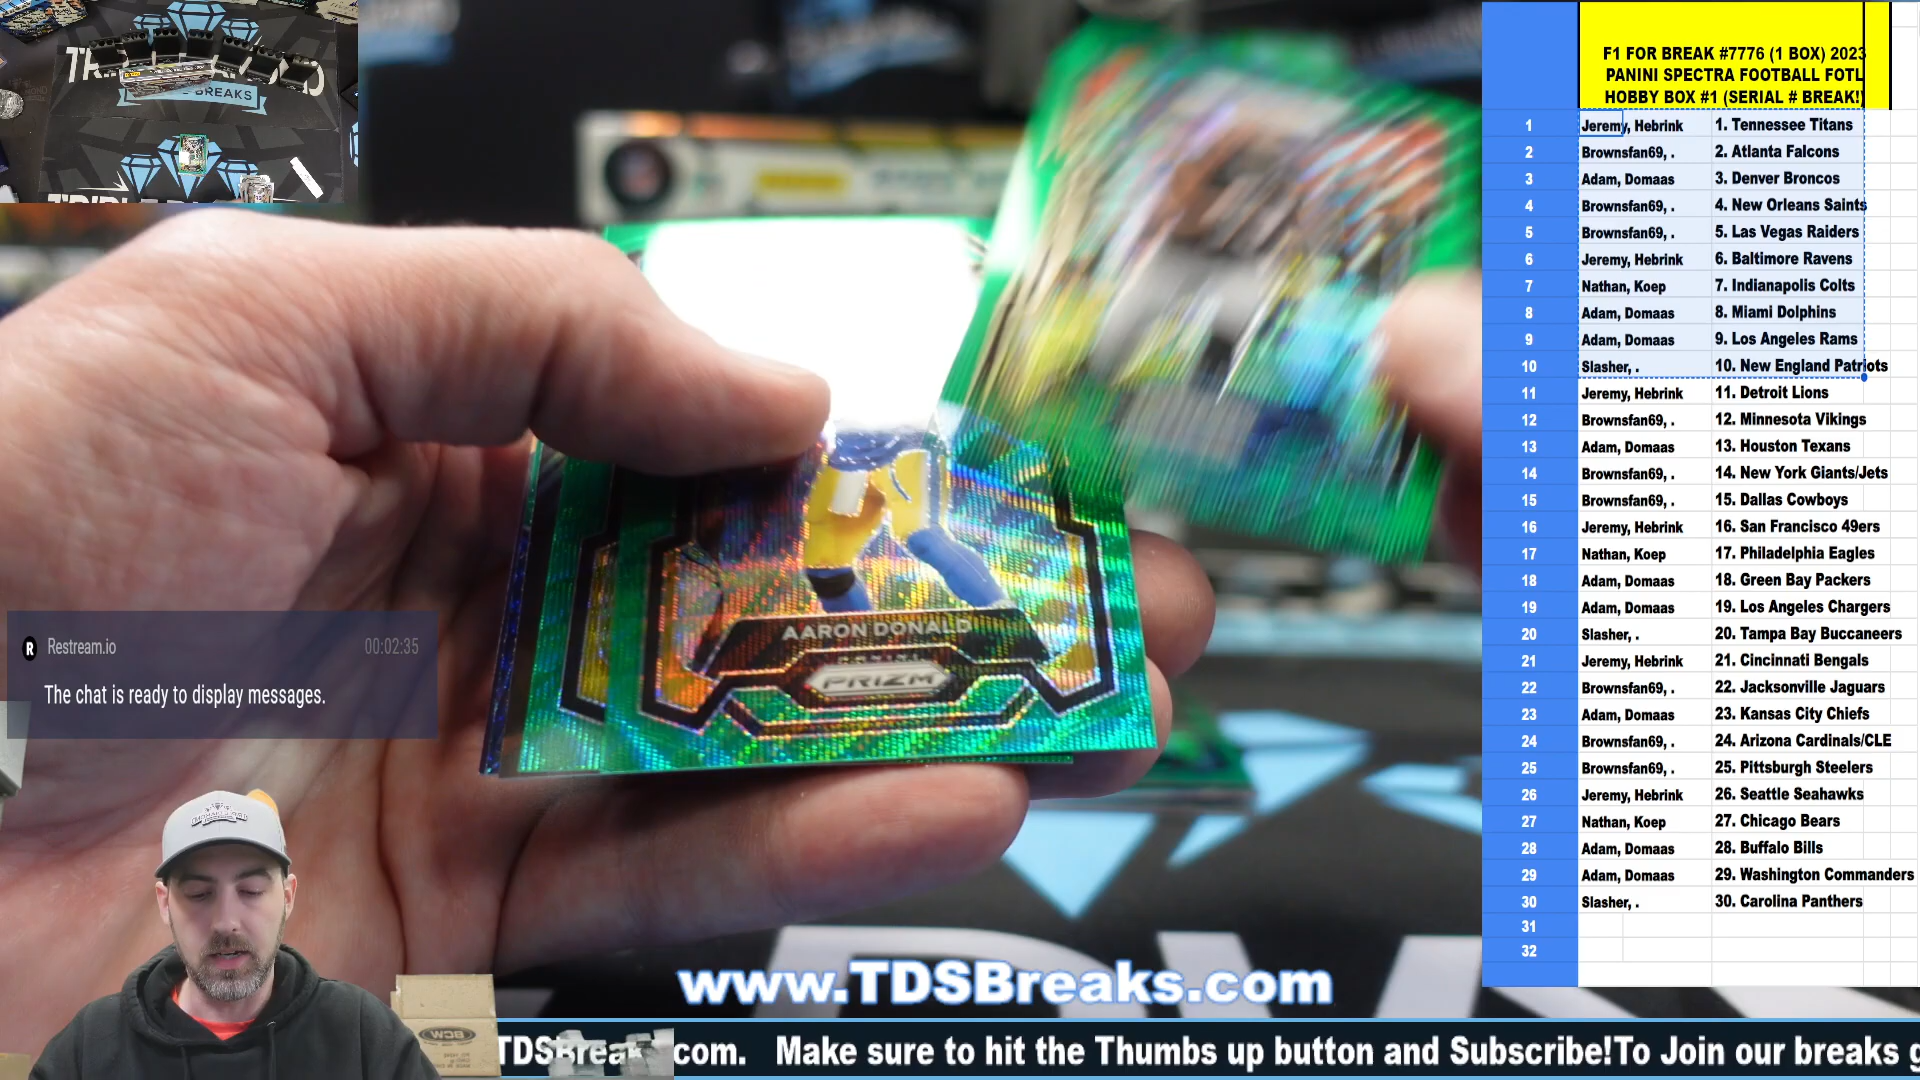 F1 FOR BREAK #7776 (1 BOX) 2023
PANINI SPECTRA FOOTBALL FOTL
HOBBY BOX #1 (SERIAL # BREAK!)
1 Jeremy, Hebrink 1. Tennessee Titans
2 Brownsfan69, . 2. Atlanta Falcons
3 Adam, Domaas 3. Denver Broncos
4 Brownsfan69, . 4. New Orleans Saints
5 Brownsfan69, . 5. Las Vegas Raiders
6 Jeremy, Hebrink 6. Baltimore Ravens
7 Nathan, Koep 7. Indianapolis Colts
8 Adam, Domaas 8. Miami Dolphins
9 Adam, Domaas 9. Los Angeles Rams
10 Slasher, . 10. New England Patriots
11 Jeremy, Hebrink 11. Detroit Lions
12 Brownsfan69, . 12. Minnesota Vikings
13 Adam, Domaas 13. Houston Texans
14 Brownsfan69, . 14. New York Giants/Jets
15 Brownsfan69, . 15. Dallas Cowboys
16 Jeremy, Hebrink 16. San Francisco 49ers
17 Nathan, Koep 17. Philadelphia Eagles
18 Adam, Domaas 18. Green Bay Packers
19 Adam, Domaas 19. Los Angeles Chargers
20 Slasher, . 20. Tampa Bay Buccaneers
21 Jeremy, Hebrink 21. Cincinnati Bengals
22 Brownsfan69, . 22. Jacksonville Jaguars
23 Adam, Domaas 23. Kansas City Chiefs
24 Brownsfan69, . 24. Arizona Cardinals/CLE
25 Brownsfan69, . 25. Pittsburgh Steelers
26 Jeremy, Hebrink 26. Seattle Seahawks
27 Nathan, Koep 27. Chicago Bears
28 Adam, Domaas 28. Buffalo Bills
29 Adam, Domaas 29. Washington Commanders
30 Slasher, . 30. Carolina Panthers
31
32
BREAKS
AARON DONALD
PANINI
PRIZM
R Restream.io 00:02:35
The chat is ready to display messages.
BCW
www.TDSBreaks.com
TDSBreaks.com. Make sure to hit the Thumbs up button and Subscribe!To Join our breaks g